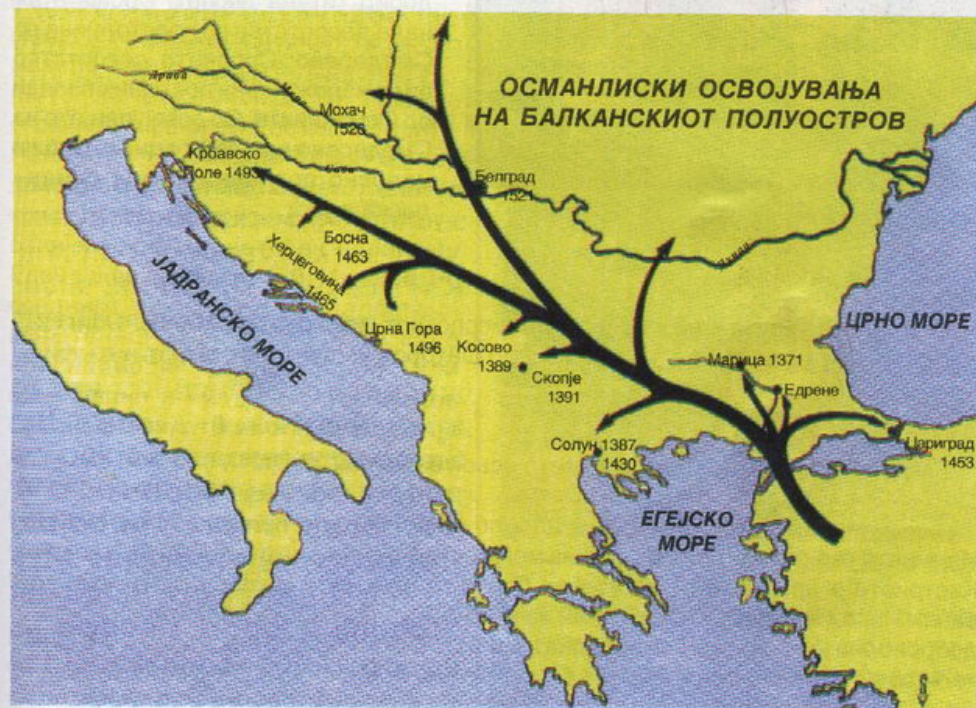 ОСМАНЛИСКИ ОСВОЈУВАЊА
НА БАЛКАНСКИОТ ПОЛУОСТРОВ
Драва
Мохач
1526
Крбавско
Поле 1493
Сава
Белград
1521
Босна
1463
Херцеговина
1465
Дунав
ЈАДРАНСКО МОРЕ
ЦРНО МОРЕ
Црна Гора
1496
Косово
1389
Скопје
1391
Марица 1371
Едрене
Солун 1387
1430
Цариград
1453
ЕГЕЈСКО
МОРЕ